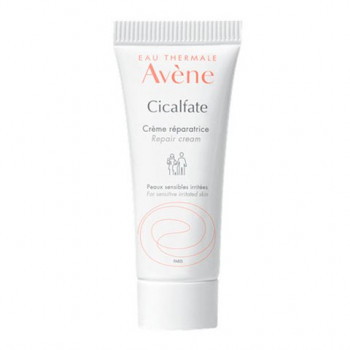 EAU THERMALE
Avène
Cicalfate
Crème réparatrice
Repair cream
Peaux sensibles irritées
For sensitive irritated skin